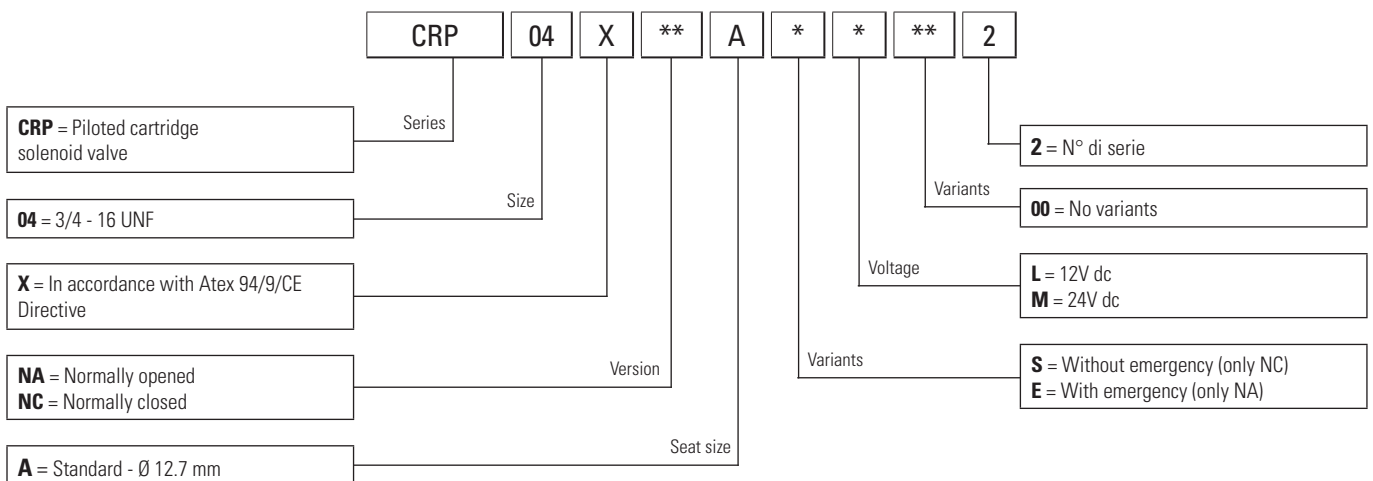 CRP 04 X ** A * * ** 2
Series
CRP = Piloted cartridge
solenoid valve
Size
04 = 3/4 - 16 UNF
X = In accordance with Atex 94/9/CE
Directive
Version
NA = Normally opened
NC = Normally closed
Seat size
A = Standard - Ø 12.7 mm
2 = N° di serie
Variants
00 = No variants
Voltage
L = 12V dc
M = 24V dc
Variants
S = Without emergency (only NC)
E = With emergency (only NA)